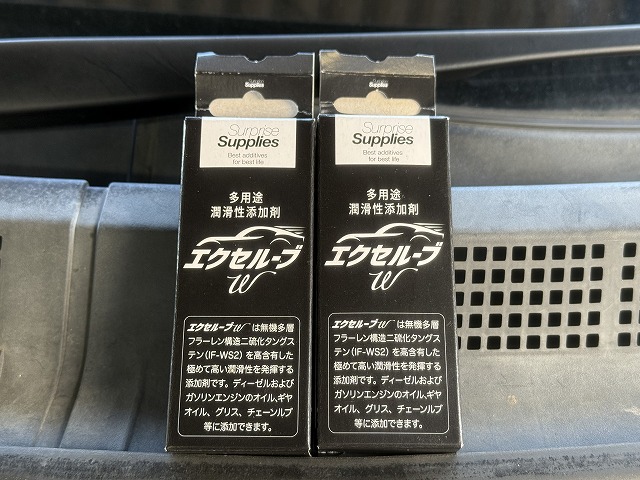 Surprise
Supplies
Surprise
Supplies
Best additives
for best life
多用途
潤滑性添加剤
エクセルーブ
W
エクセルーブWは無機多層
フラーレン構造二硫化タングス
テン(IF-WS2)を高含有した
極めて高い潤滑性を発揮する
添加剤です。ディーゼルおよび
ガソリンエンジンのオイル,ギヤ
オイル、グリス、チェーンルブ
等に添加できます。
Surprise
Supplies
Surprise
Supplies
Best additives
for best life
多用途
潤滑性添加剤
エクセルーブ
W
エクセルーブWは無機多層
フラーレン構造二硫化タングス
テン(IF-WS2)を高含有した
極めて高い潤滑性を発揮する
添加剤です。ディーゼルおよび
ガソリンエンジンのオイル,ギヤ
オイル、グリス、チェーンルブ
等に添加できます。